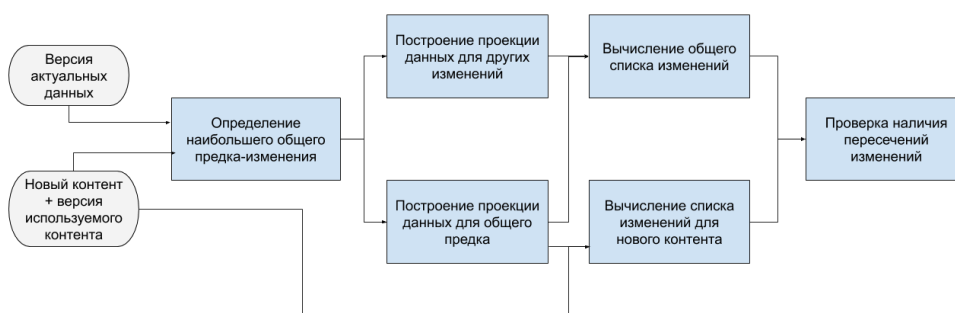 Версия
актуальных
данных
Новый контент
+ версия
используемого
контента
Определение
наибольшего общего
предка-изменения
Построение проекции
данных для других
изменений
Построение проекции
данных для общего
предка
Вычисление общего
списка изменений
Вычисление списка
изменений для
нового контента
Проверка наличия
пересечений
изменений